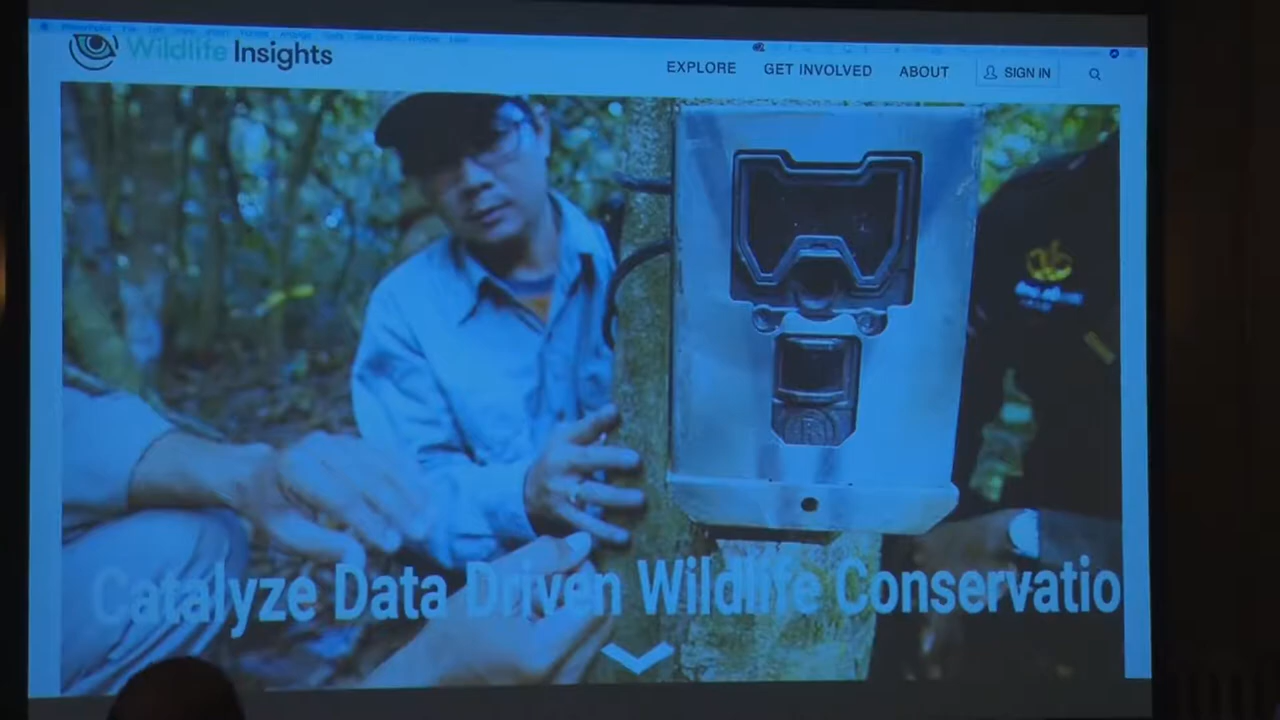 Wildlife Insights
EXPLORE GET INVOLVED ABOUT SIGN IN
Catalyze Data Driven Wildlife Conservatio